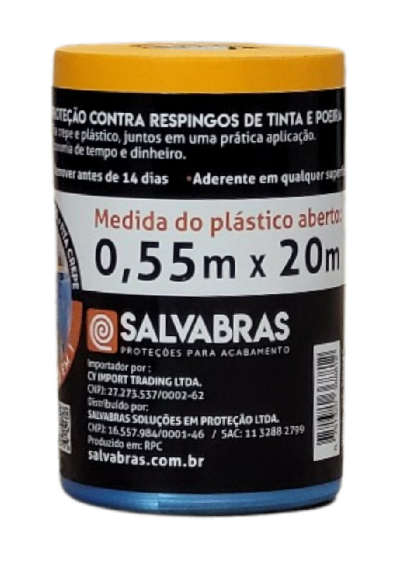 PROTEÇÃO CONTRA RESPINGOS DE TINTA E POEIRA
crepe e plástico, juntos em uma prática aplicação.
de tempo e dinheiro.
antes de 14 dias •Aderente em qualquer
Medida do plástico aberto:
0,55m x 20m
FITA CREPE
SALVABRAS
PROTEÇÕES PARA ACABAMENTO
Importador por :
CY IMPORT TRADING LTDA.
CNPJ: 27.273.537/0002-62
Distribuído por:
SALVABRAS SOLUÇÕES EM PROTEÇÃO LTDA.
CNPJ: 16.557.984/0001-46 / SAC: 11 3288 2799
Produzido em: RPC
salvabras.com.br